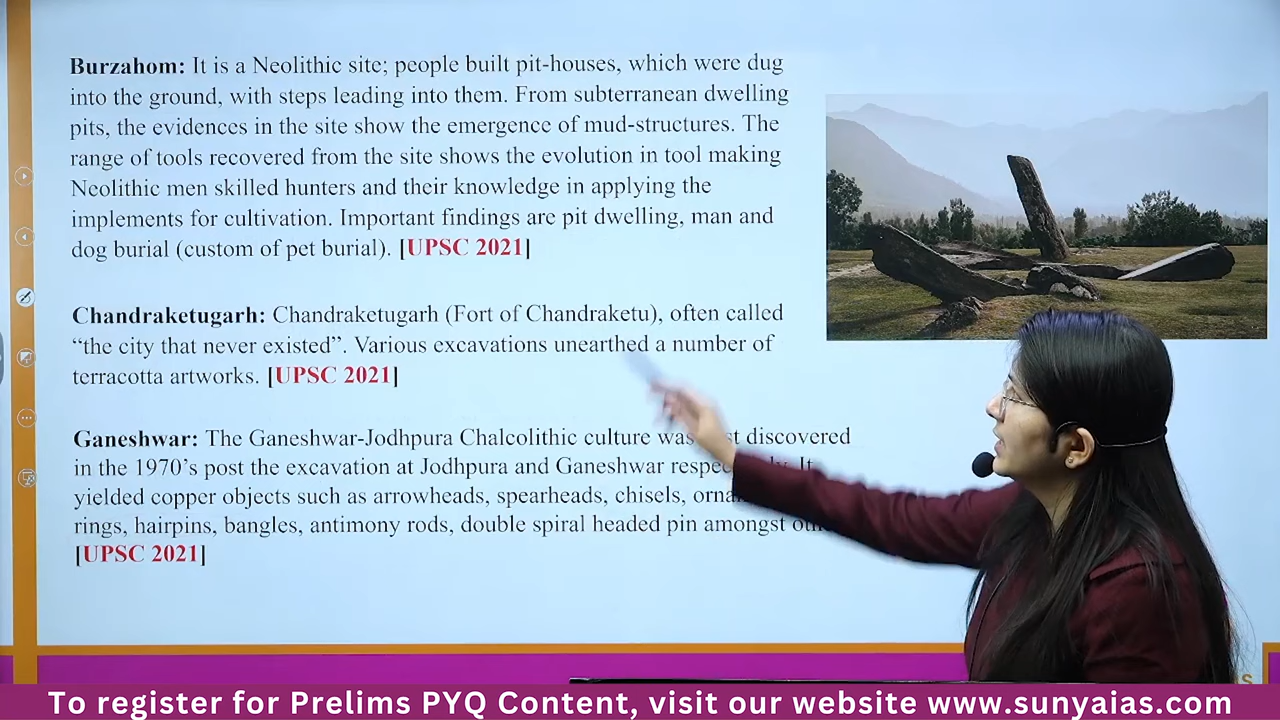 Burzahom: It is a Neolithic site; people built pit-houses, which were dug
into the ground, with steps leading into them. From subterranean dwelling
pits, the evidences in the site show the emergence of mud-structures. The
range of tools recovered from the site shows the evolution in tool making
Neolithic men skilled hunters and their knowledge in applying the
implements for cultivation. Important findings are pit dwelling, man and
dog burial (custom of pet burial). [UPSC 2021]
Chandraketugarh: Chandraketugarh (Fort of Chandraketu), often called
“the city that never existed”. Various excavations unearthed a number of
terracotta artworks. [UPSC 2021]
Ganeshwar: The Ganeshwar-Jodhpura Chalcolithic culture was discovered
in the 1970’s post the excavation at Jodhpura and Ganeshwar It
yielded copper objects such as arrowheads, spearheads, chisels,
rings, hairpins, bangles, antimony rods, double spiral headed pin amongst
[UPSC 2021]
To register for Prelims PYQ Content, visit our website www.sunyaias.com